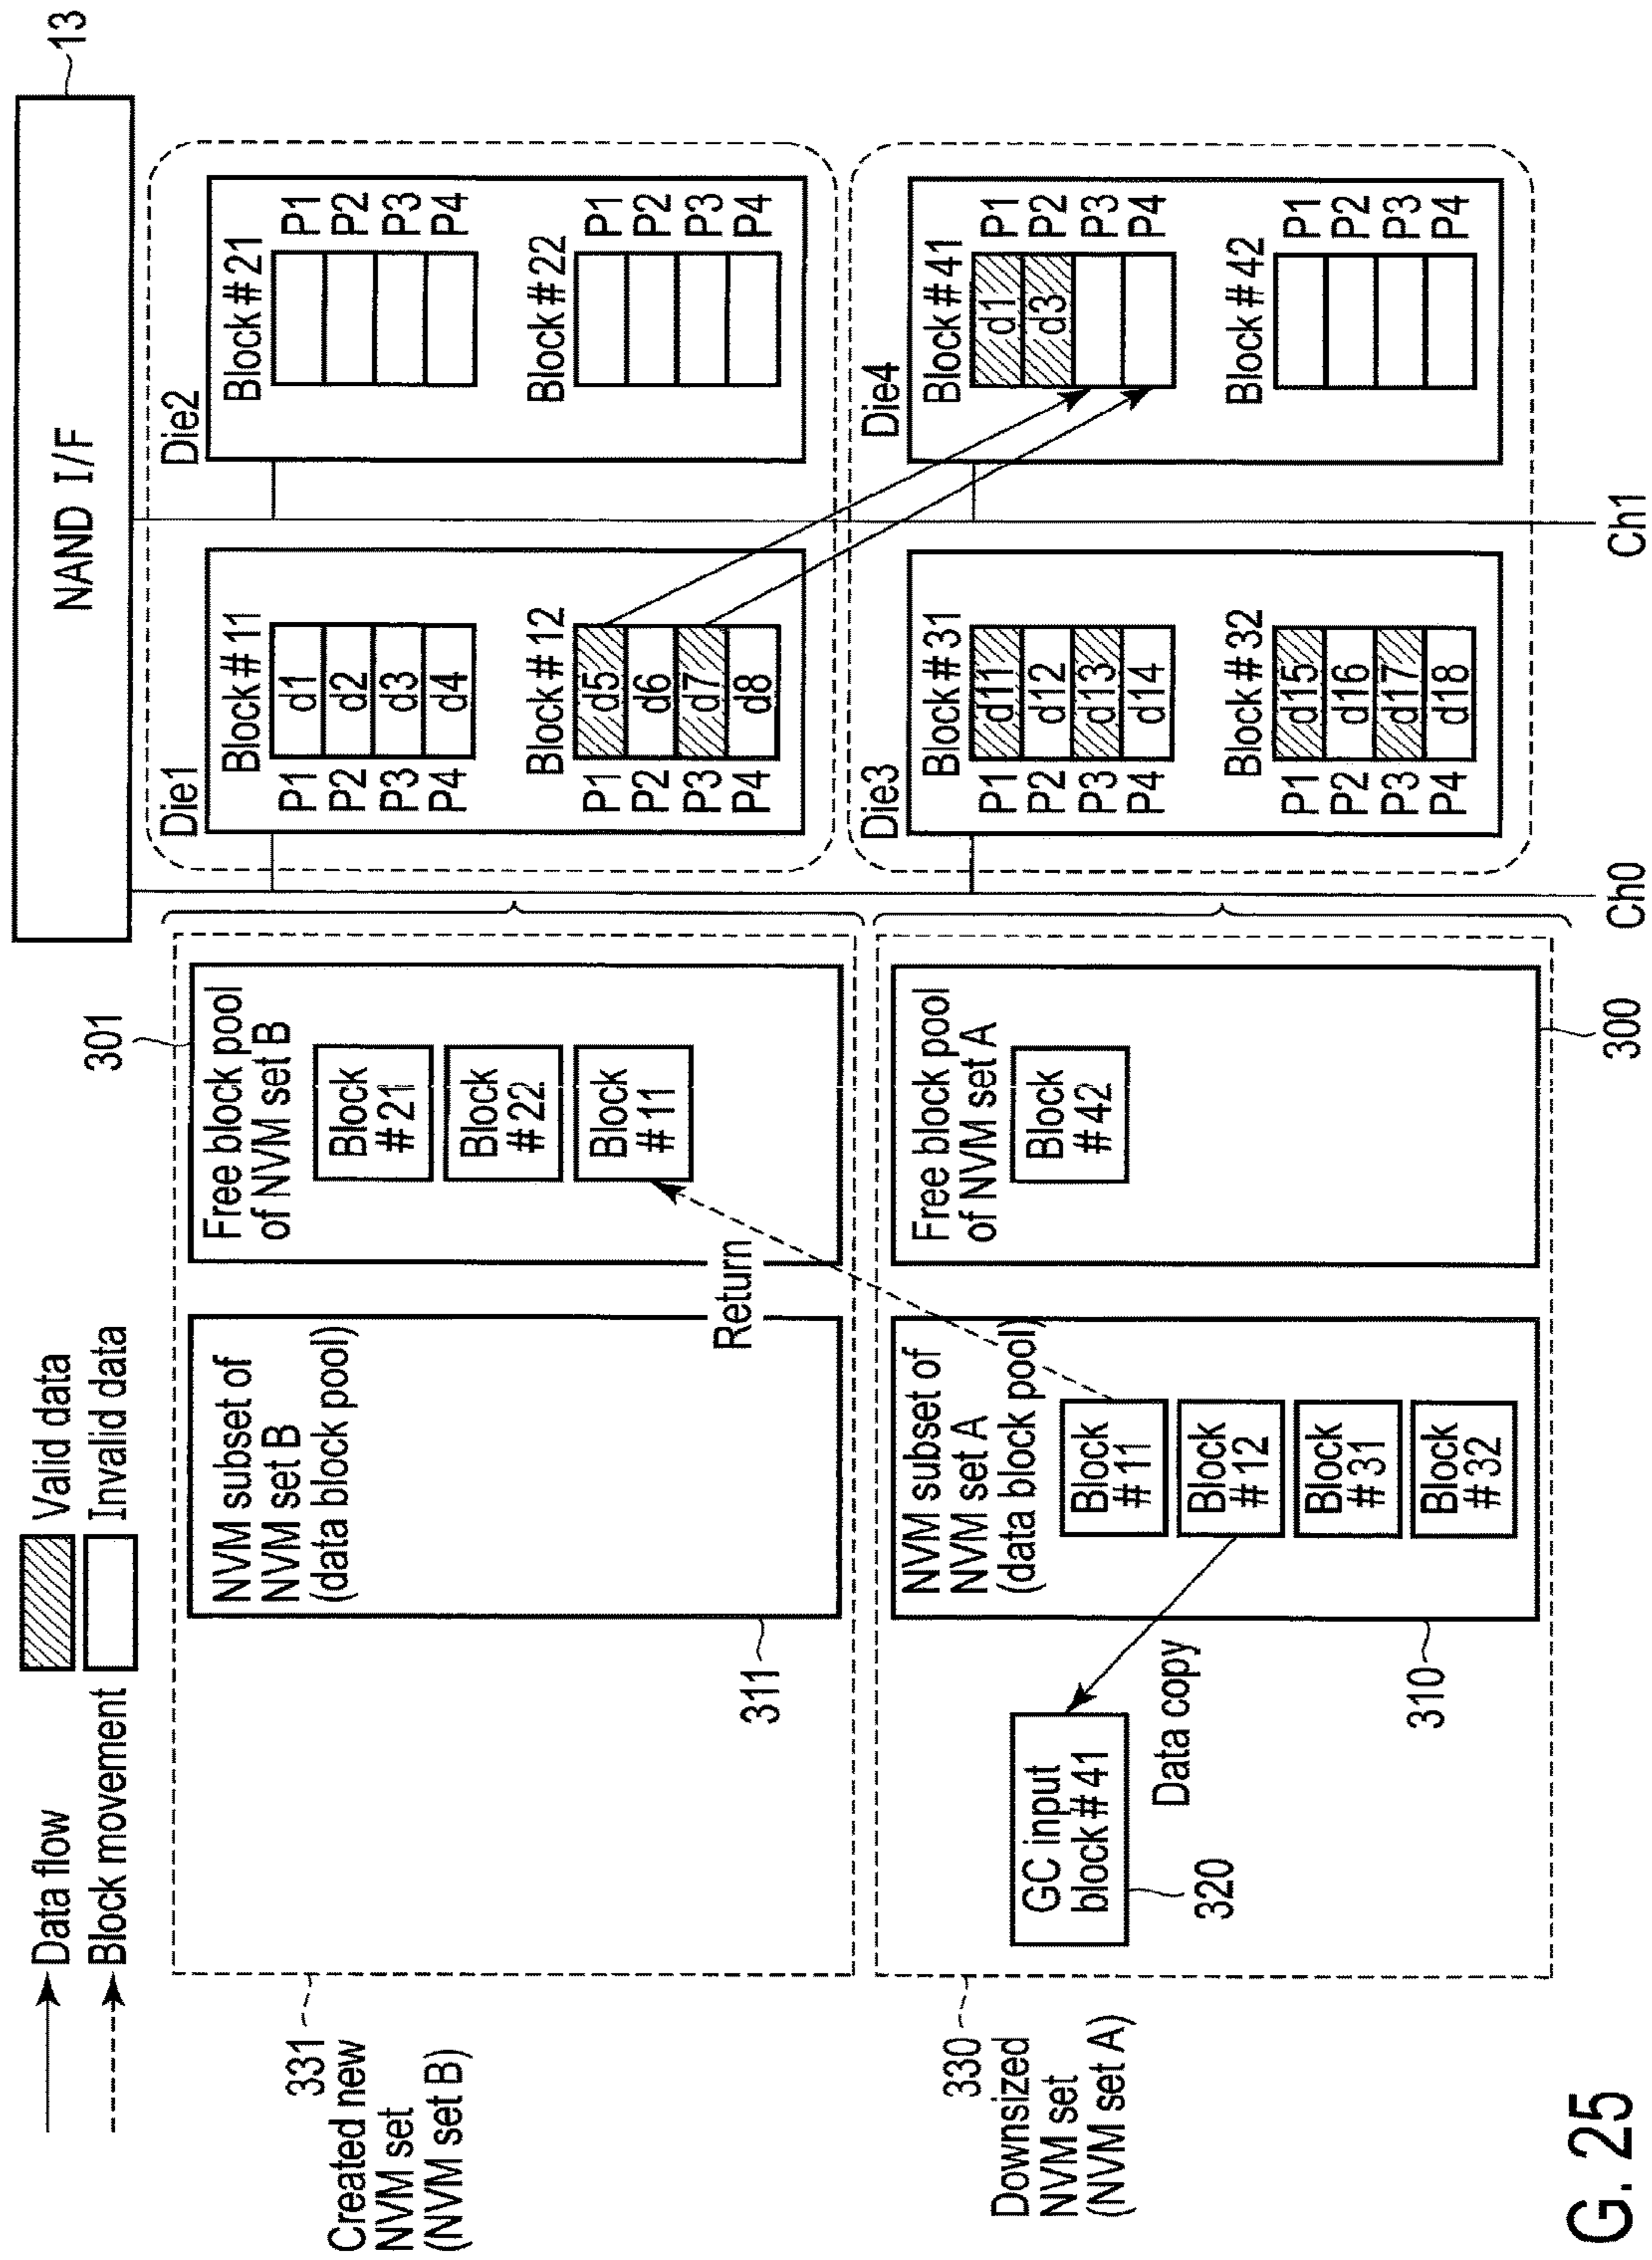 Data flow
Block movement
Valid data
Invalid data
NAND I/F
13
331
Created new
NVM set
(NVM set B)
NVM subset of
NVM set B
(data block pool)
311
301
Free block pool
of NVM set B
Block
#21
Block
#22
Block
#11
Return
Die1
Block#11
P1
d1
P2
d2
P3
d3
P4
d4
Block#12
P1
d5
P2
d6
P3
d7
P4
d8
Die2
Block#21
P1
P2
P3
P4
Block#22
P1
P2
P3
P4
330
Downsized
NVM set
(NVM set A)
GC input
block#41
320
Data copy
NVM subset of
NVM set A
(data block pool)
Block
#11
Block
#12
Block
#31
Block
#32
310
Free block pool
of NVM set A
Block
#42
300
Die3
Block#31
P1
d11
P2
d12
P3
d13
P4
d14
Block#32
P1
d15
P2
d16
P3
d17
P4
d18
Die4
Block#41
d1
P1
d3
P2
P3
P4
Block#42
P1
P2
P3
P4
Ch0
Ch1
G. 25